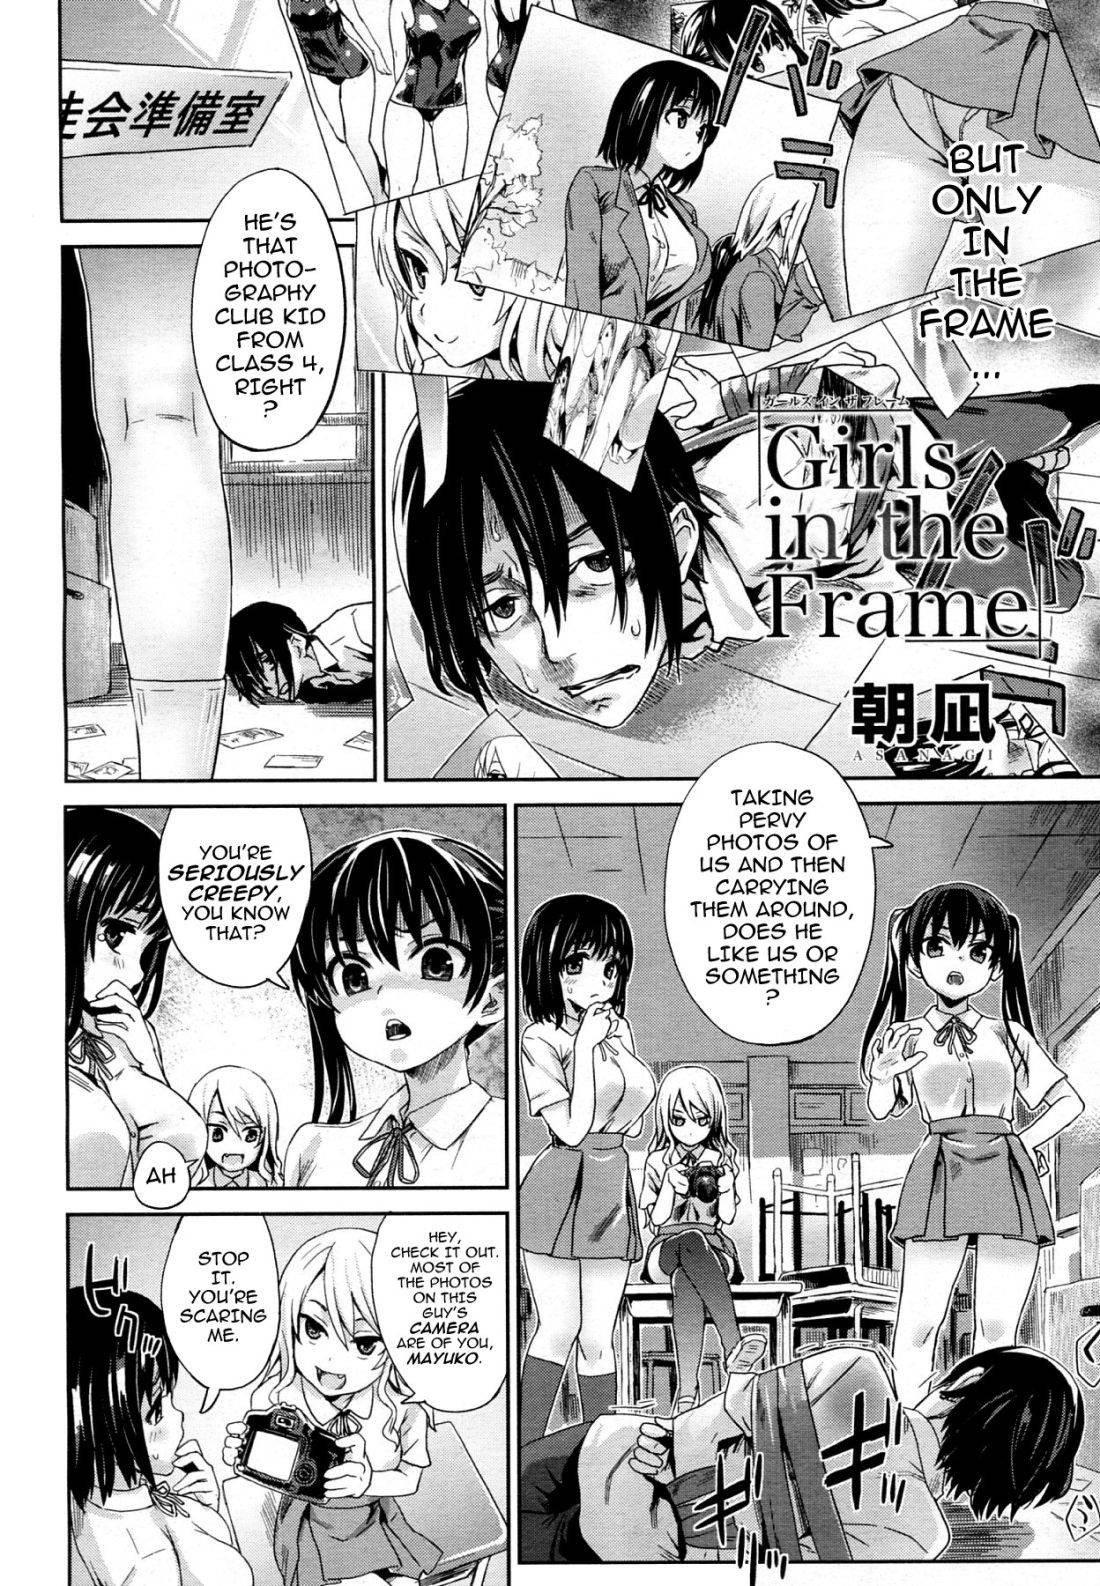 BUT
ONLY
IN
THE
FRAME
...
ガールズ・イン ザ フレーム
Girls
in the
Frame
朝凪
ASANAGI
徒会準備室
HE'S
THAT
PHOTO-
GRAPHY
CLUB KID
FROM
CLASS 4,
RIGHT
?
TAKING
PERVY
PHOTOS OF
US AND THEN
CARRYING
THEM AROUND,
DOES HE
LIKE US OR
SOMETHING
?
YOU'RE
SERIOUSLY
CREEPY,
YOU KNOW
THAT?
AH
HEY,
CHECK IT OUT.
MOST OF
THE PHOTOS
ON THIS
GUY'S
CAMERA
ARE OF YOU,
MAYUKO.
STOP
IT.
YOU'RE
SCARING
ME.